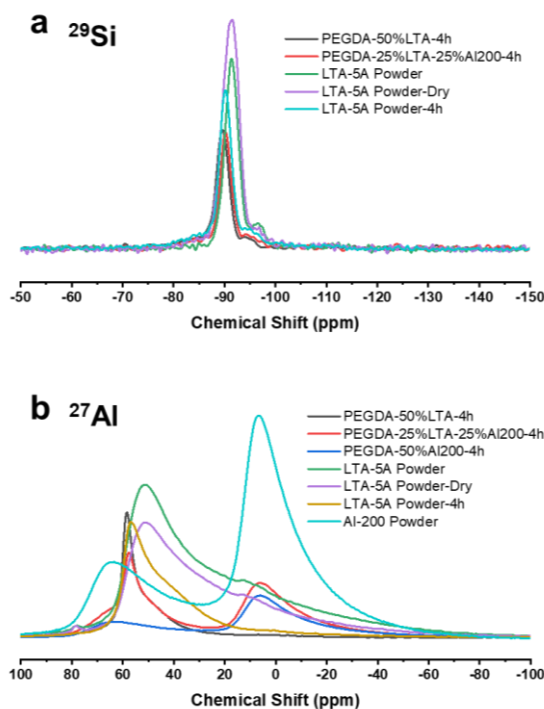 a ²⁹Si
PEGDA-50%LTA-4h
PEGDA-25%LTA-25%Al200-4h
LTA-5A Powder
LTA-5A Powder-Dry
LTA-5A Powder-4h
-50 -60 -70 -80 -90 -100 -110 -120 -130 -140 -150
Chemical Shift (ppm)
b ²⁷Al
PEGDA-50%LTA-4h
PEGDA-25%LTA-25%Al200-4h
PEGDA-50%Al200-4h
LTA-5A Powder
LTA-5A Powder-Dry
LTA-5A Powder-4h
Al-200 Powder
100 80 60 40 20 0 -20 -40 -60 -80 -100
Chemical Shift (ppm)